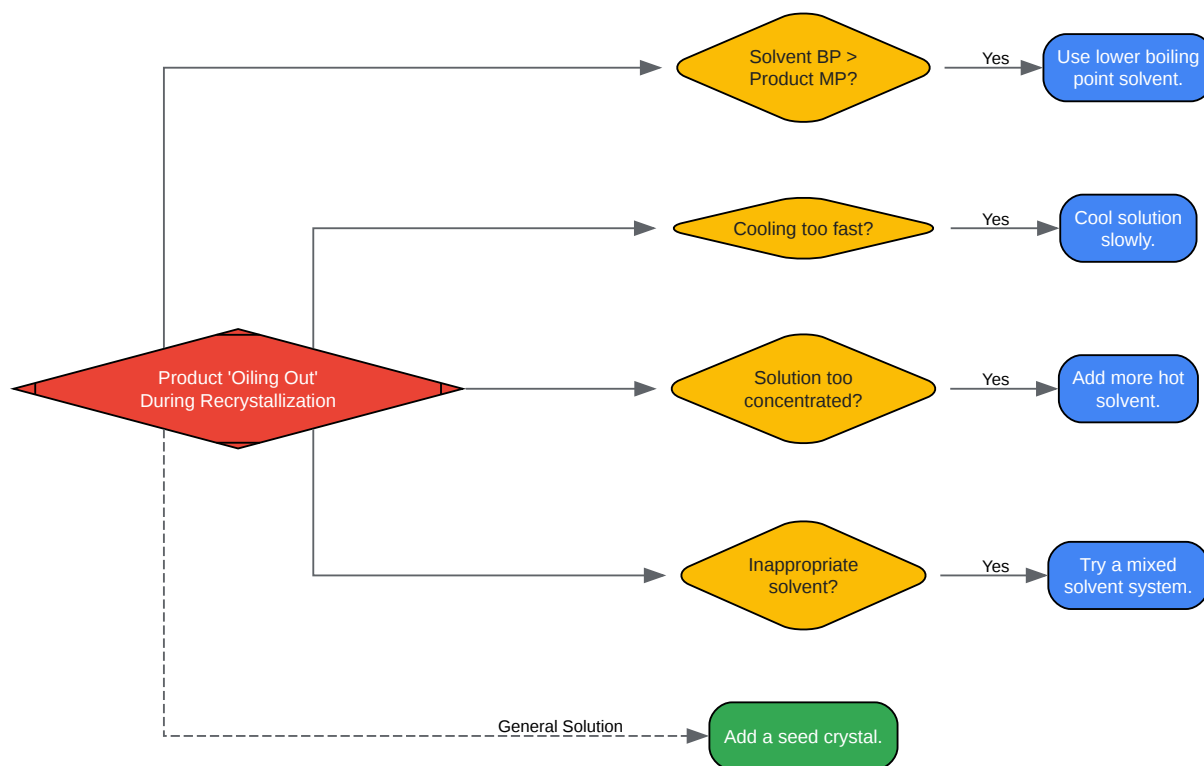 Solvent BP >
Product MP?
Yes
Use lower boiling
point solvent.
Cooling too fast?
Yes
Cool solution
slowly.
Product 'Oiling Out'
During Recrystallization
Solution too
concentrated?
Yes
Add more hot
solvent.
Inappropriate
solvent?
Yes
Try a mixed
solvent system.
General Solution
Add a seed crystal.